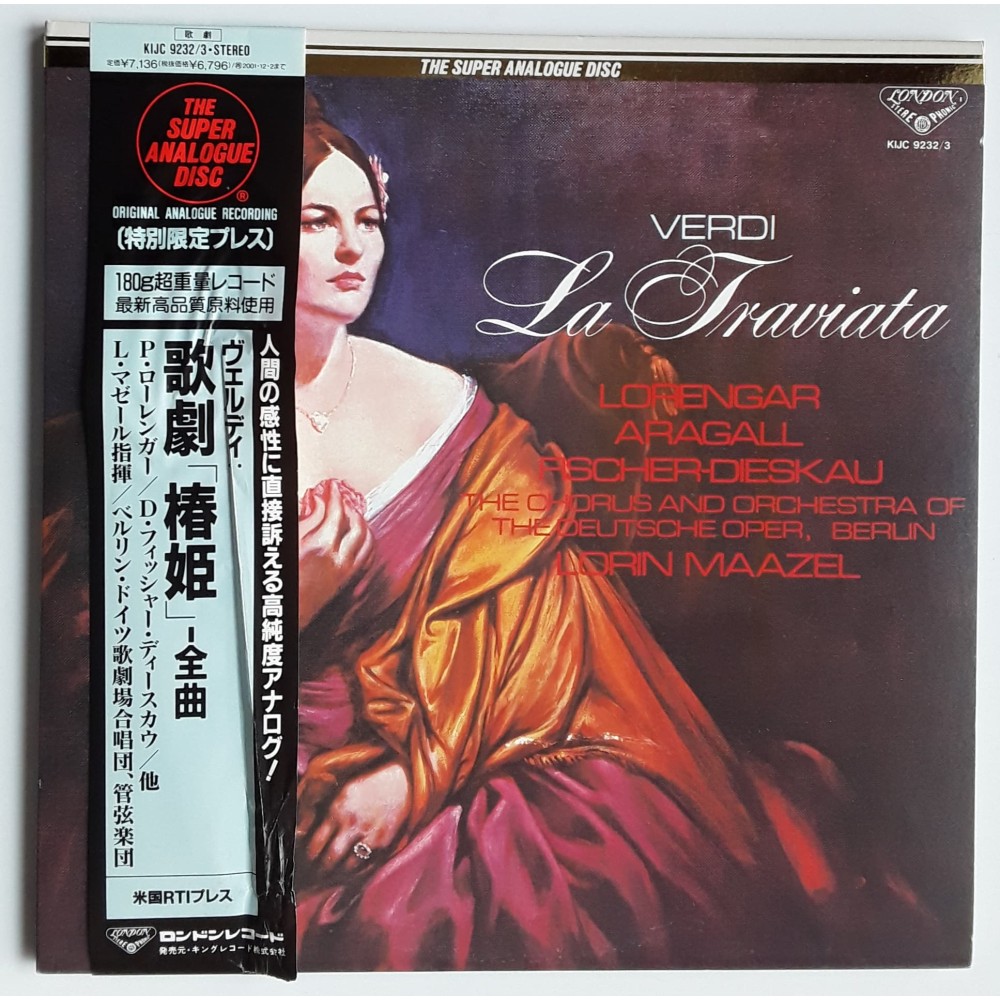 歌劇
KIJC 9232/3・STEREO
定価¥7,136(税抜価格¥6,796)/(再)2001・12・2まで
THE
SUPER
ANALOGUE
DISC
®
ORIGINAL ANALOGUE RECORDING
〔特別限定プレス〕
180g超重量レコード
最新高品質原料使用
人間の感性に直接訴える高純度アナログ!
ヴェルディ・
歌劇「椿姫」-全曲
P・ローレンガー/D・フィッシャー・ディースカウ/他
L・マゼール指揮/ベルリン・ドイツ歌劇場合唱団、管弦楽団
米国RTIプレス
LONDON
STEREO PHONIC
ロンドンレコード
発売元・キングレコード株式会社
THE SUPER ANALOGUE DISC
LONDON
STEREO PHONIC
KIJC 9232/3
VERDI
La Traviata
LORENGAR
ARAGALL
FISCHER-DIESKAU
THE CHORUS AND ORCHESTRA OF
THE DEUTSCHE OPER, BERLIN
LORIN MAAZEL